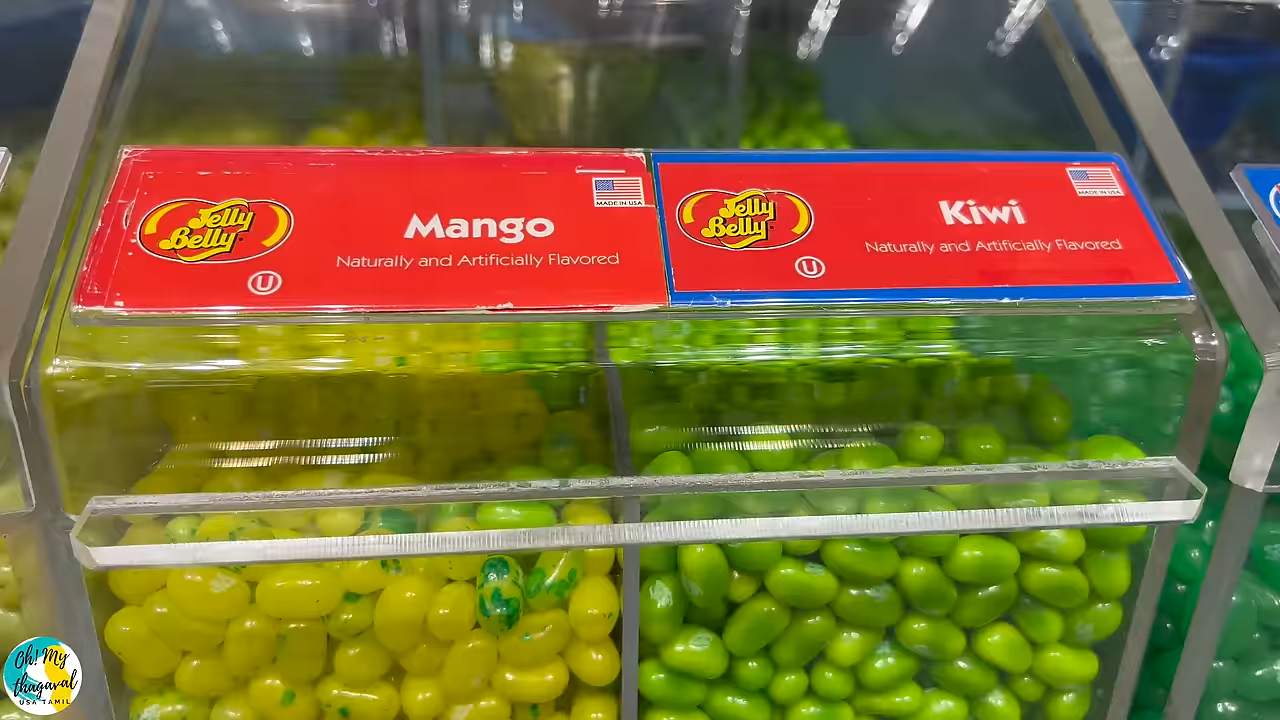 Jelly Belly
Mango
Naturally and Artificially Flavored
MADE IN USA
U
Jelly Belly
Kiwi
Naturally and Artificially Flavored
MADE IN USA
U
Oh! My
thagaval
USA TAMIL